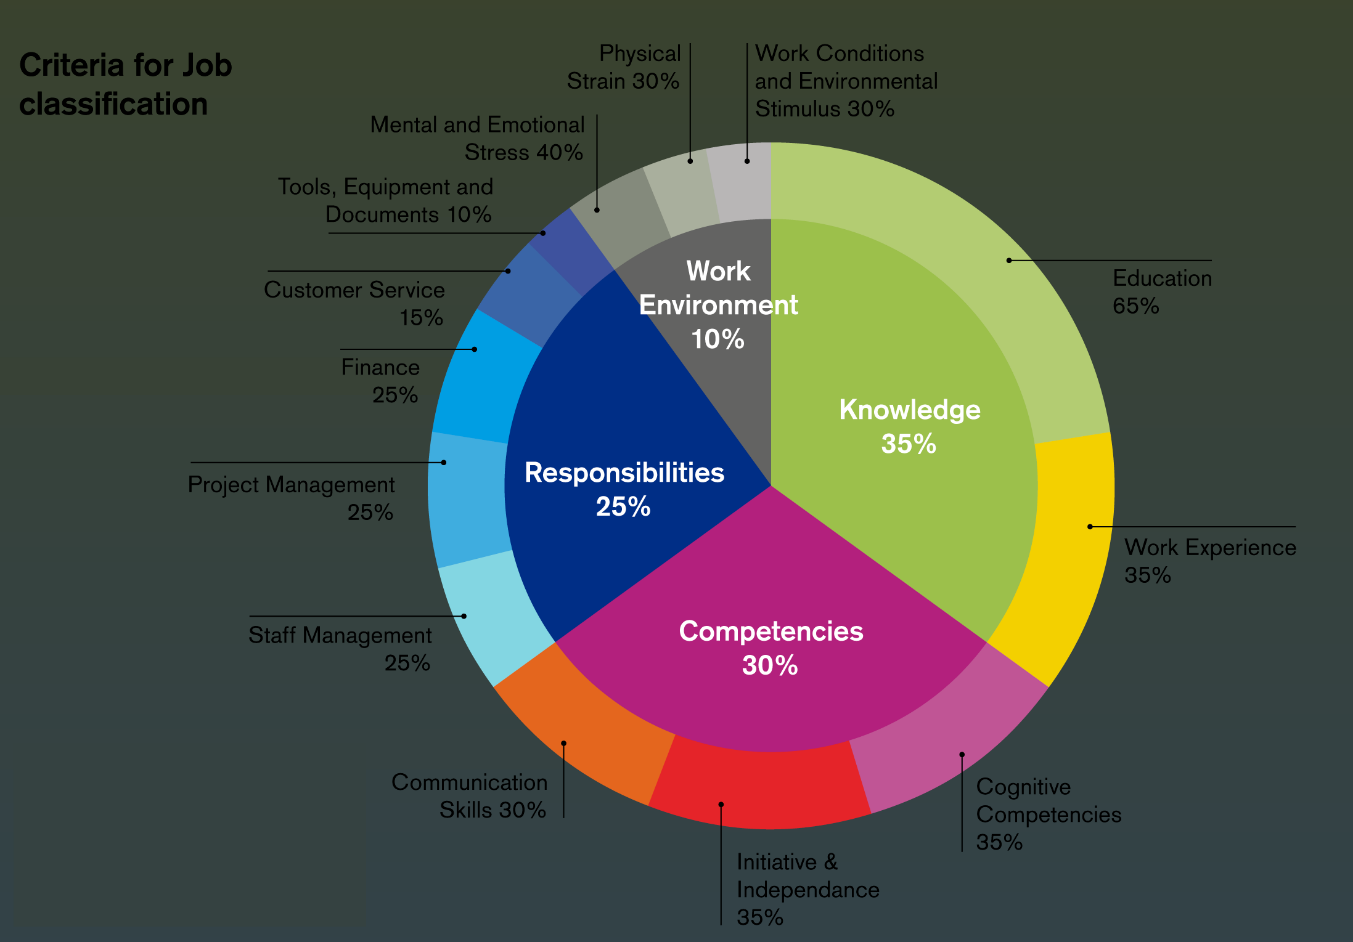 Criteria for Job
classification
Physical
Strain 30%
Work Conditions
and Environmental
Stimulus 30%
Mental and Emotional
Stress 40%
Tools, Equipment and
Documents 10%
Customer Service
15%
Finance
25%
Project Management
25%
Staff Management
25%
Work
Environment
10%
Knowledge
35%
Responsibilities
25%
Competencies
30%
Education
65%
Work Experience
35%
Communication
Skills 30%
Initiative &
Independance
35%
Cognitive
Competencies
35%